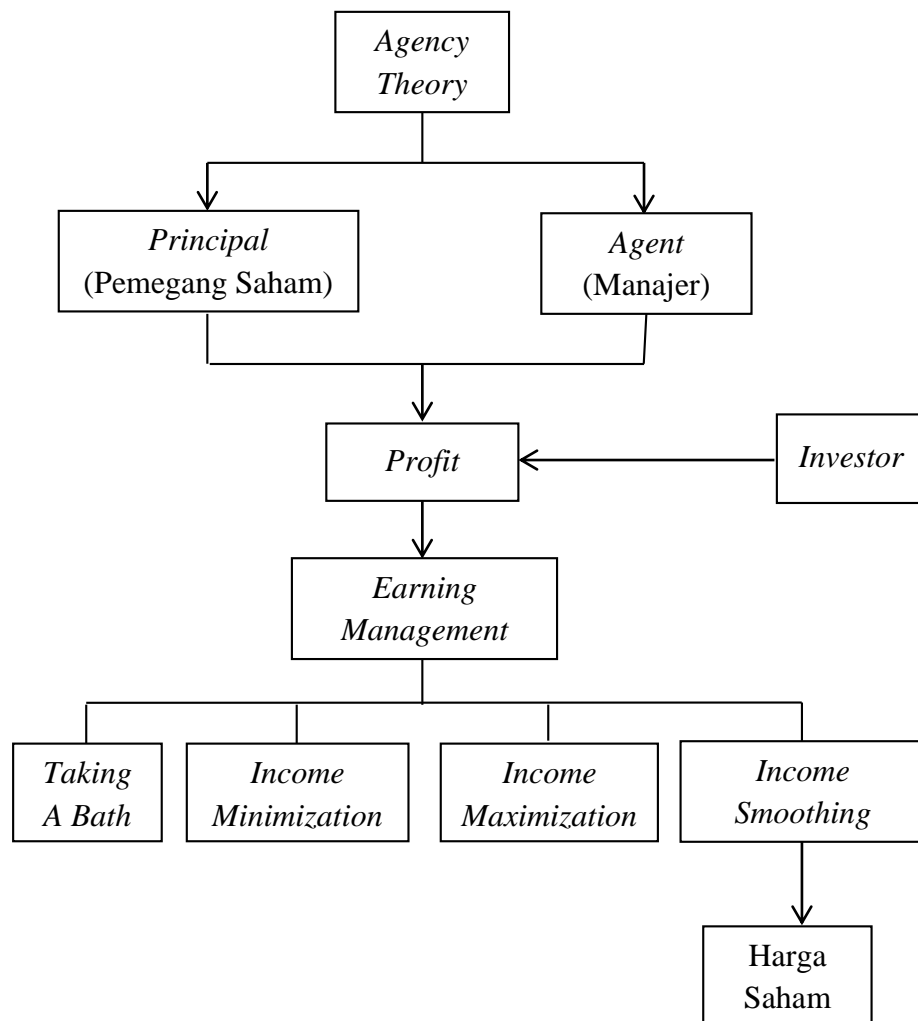 Agency
Theory
Principal
(Pemegang Saham)
Agent
(Manajer)
Profit
Investor
Earning
Management
Taking
A Bath
Income
Minimization
Income
Maximization
Income
Smoothing
Harga
Saham